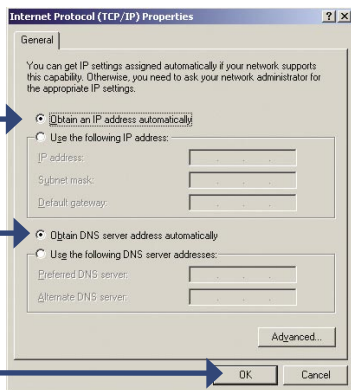 Internet Protocol (TCP/IP) Properties
General
You can get IP settings assigned automatically if your network supports
this capability. Otherwise, you need to ask your network administrator for
the appropriate IP settings.
Obtain an IP address automatically
Use the following IP address:
IP address:
Subnet mask:
Default gateway:
Obtain DNS server address automatically
Use the following DNS server addresses:
Preferred DNS server:
Alternate DNS server:
Advanced...
OK Cancel